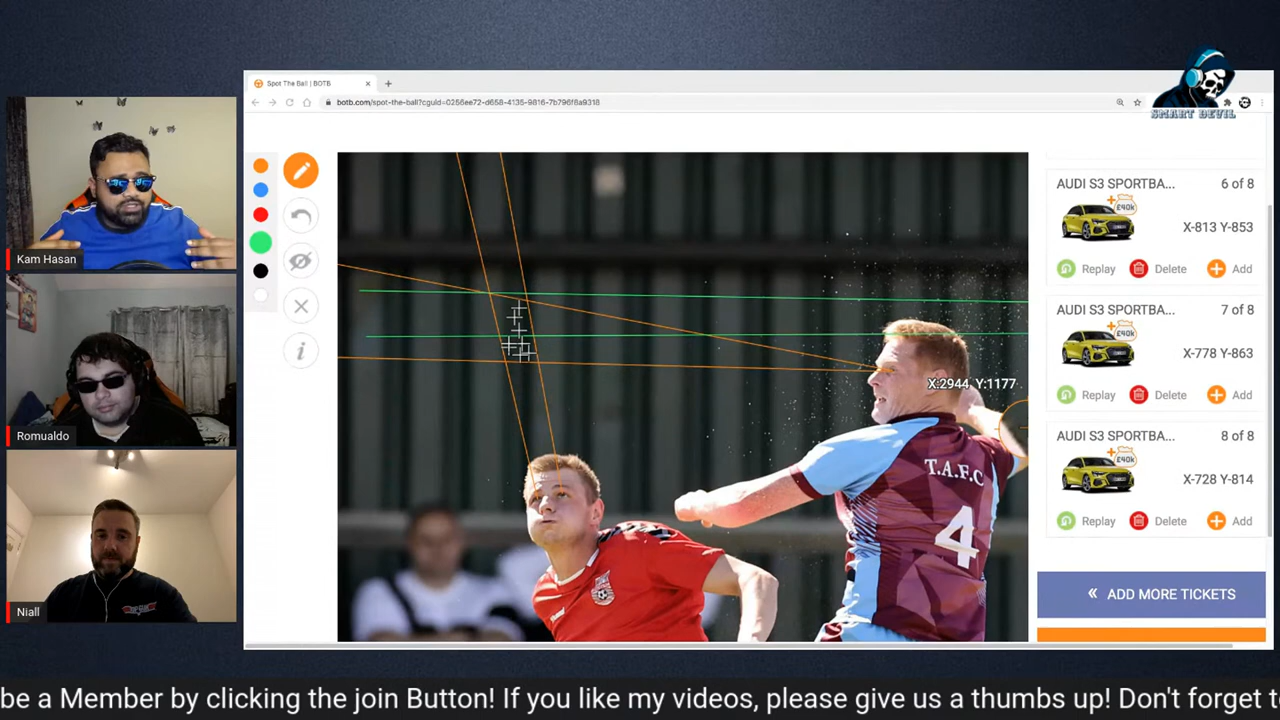 Spot The Ball | BOTB
botb.com/spot-the-ball?cguid=0256ee72-d658-4135-9816-7b796f8a9318
SMART DEVIL
Kam Hasan
Romualdo
Niall
X:2944, Y:1177
T.A.F.C
4
AUDI S3 SPORTBA...
6 of 8
£40k
X-813 Y-853
Replay
Delete
Add
AUDI S3 SPORTBA...
7 of 8
£40k
X-778 Y-863
Replay
Delete
Add
AUDI S3 SPORTBA...
8 of 8
£40k
X-728 Y-814
Replay
Delete
Add
« ADD MORE TICKETS
be a Member by clicking the join Button! If you like my videos, please give us a thumbs up! Don't forget t